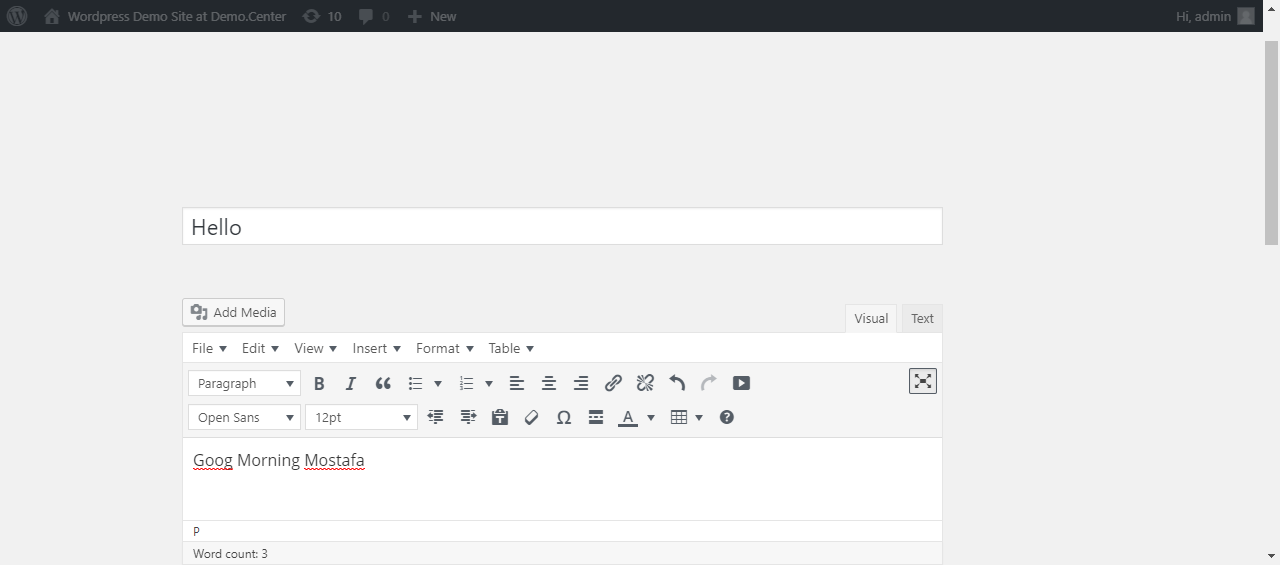 Wordpress Demo Site at Demo.Center 10 0 New Hi, admin
Hello
Add Media
Visual Text
File Edit View Insert Format Table
Paragraph
Open Sans 12pt
Goog Morning Mostafa
P
Word count: 3